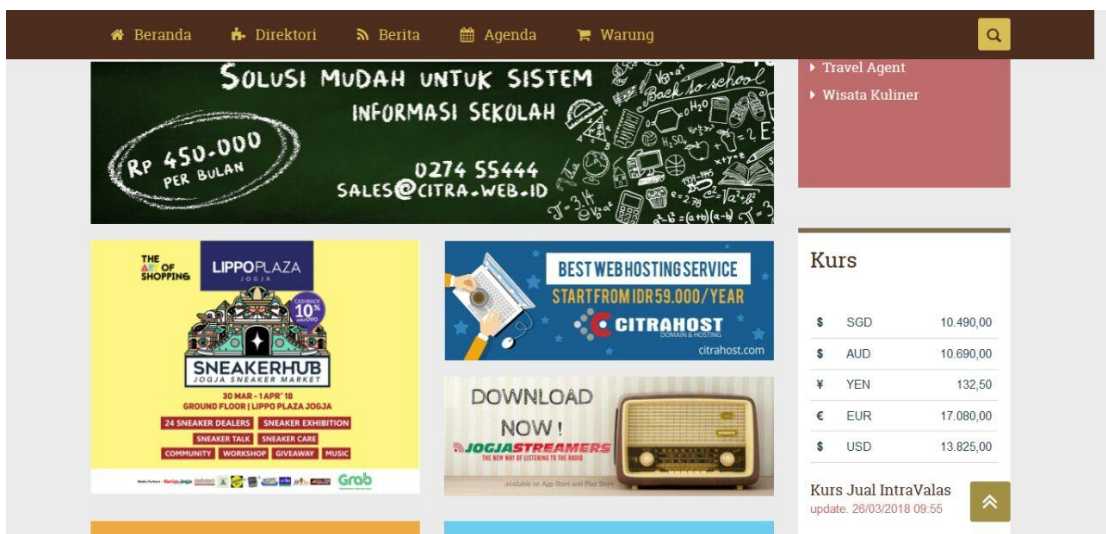 Beranda
Direktori
Berita
Agenda
Warung
SOLUSI MUDAH UNTUK SISTEM
INFORMASI SEKOLAH
RP 450.000
PER BULAN
0274 55444
SALES@CITRA-WEB.ID
Back to school
Travel Agent
Wisata Kuliner
THE
ART OF
SHOPPING
LIPPOPLAZA
JOGJA
CASHBACK
10%
SNEAKERHUB
JOGJA SNEAKER MARKET
30 MAR - 1 APR' 18
GROUND FLOOR | LIPPO PLAZA JOGJA
24 SNEAKER DEALERS SNEAKER EXHIBITION
SNEAKER TALK SNEAKER CARE
COMMUNITY WORKSHOP GIVEAWAY MUSIC
Grab
BEST WEB HOSTING SERVICE
START FROM IDR 59.000/YEAR
CITRAHOST
DOMAIN & HOSTING
citrahost.com
DOWNLOAD
NOW !
JOGJASTREAMERS
THE NEW WAY OF LISTENING TO THE RADIO
available on App Store and Play Store
Kurs
$ SGD 10.490,00
$ AUD 10.690,00
¥ YEN 132,50
€ EUR 17.080,00
$ USD 13.825,00
Kurs Jual IntraValas
update. 26/03/2018 09:55